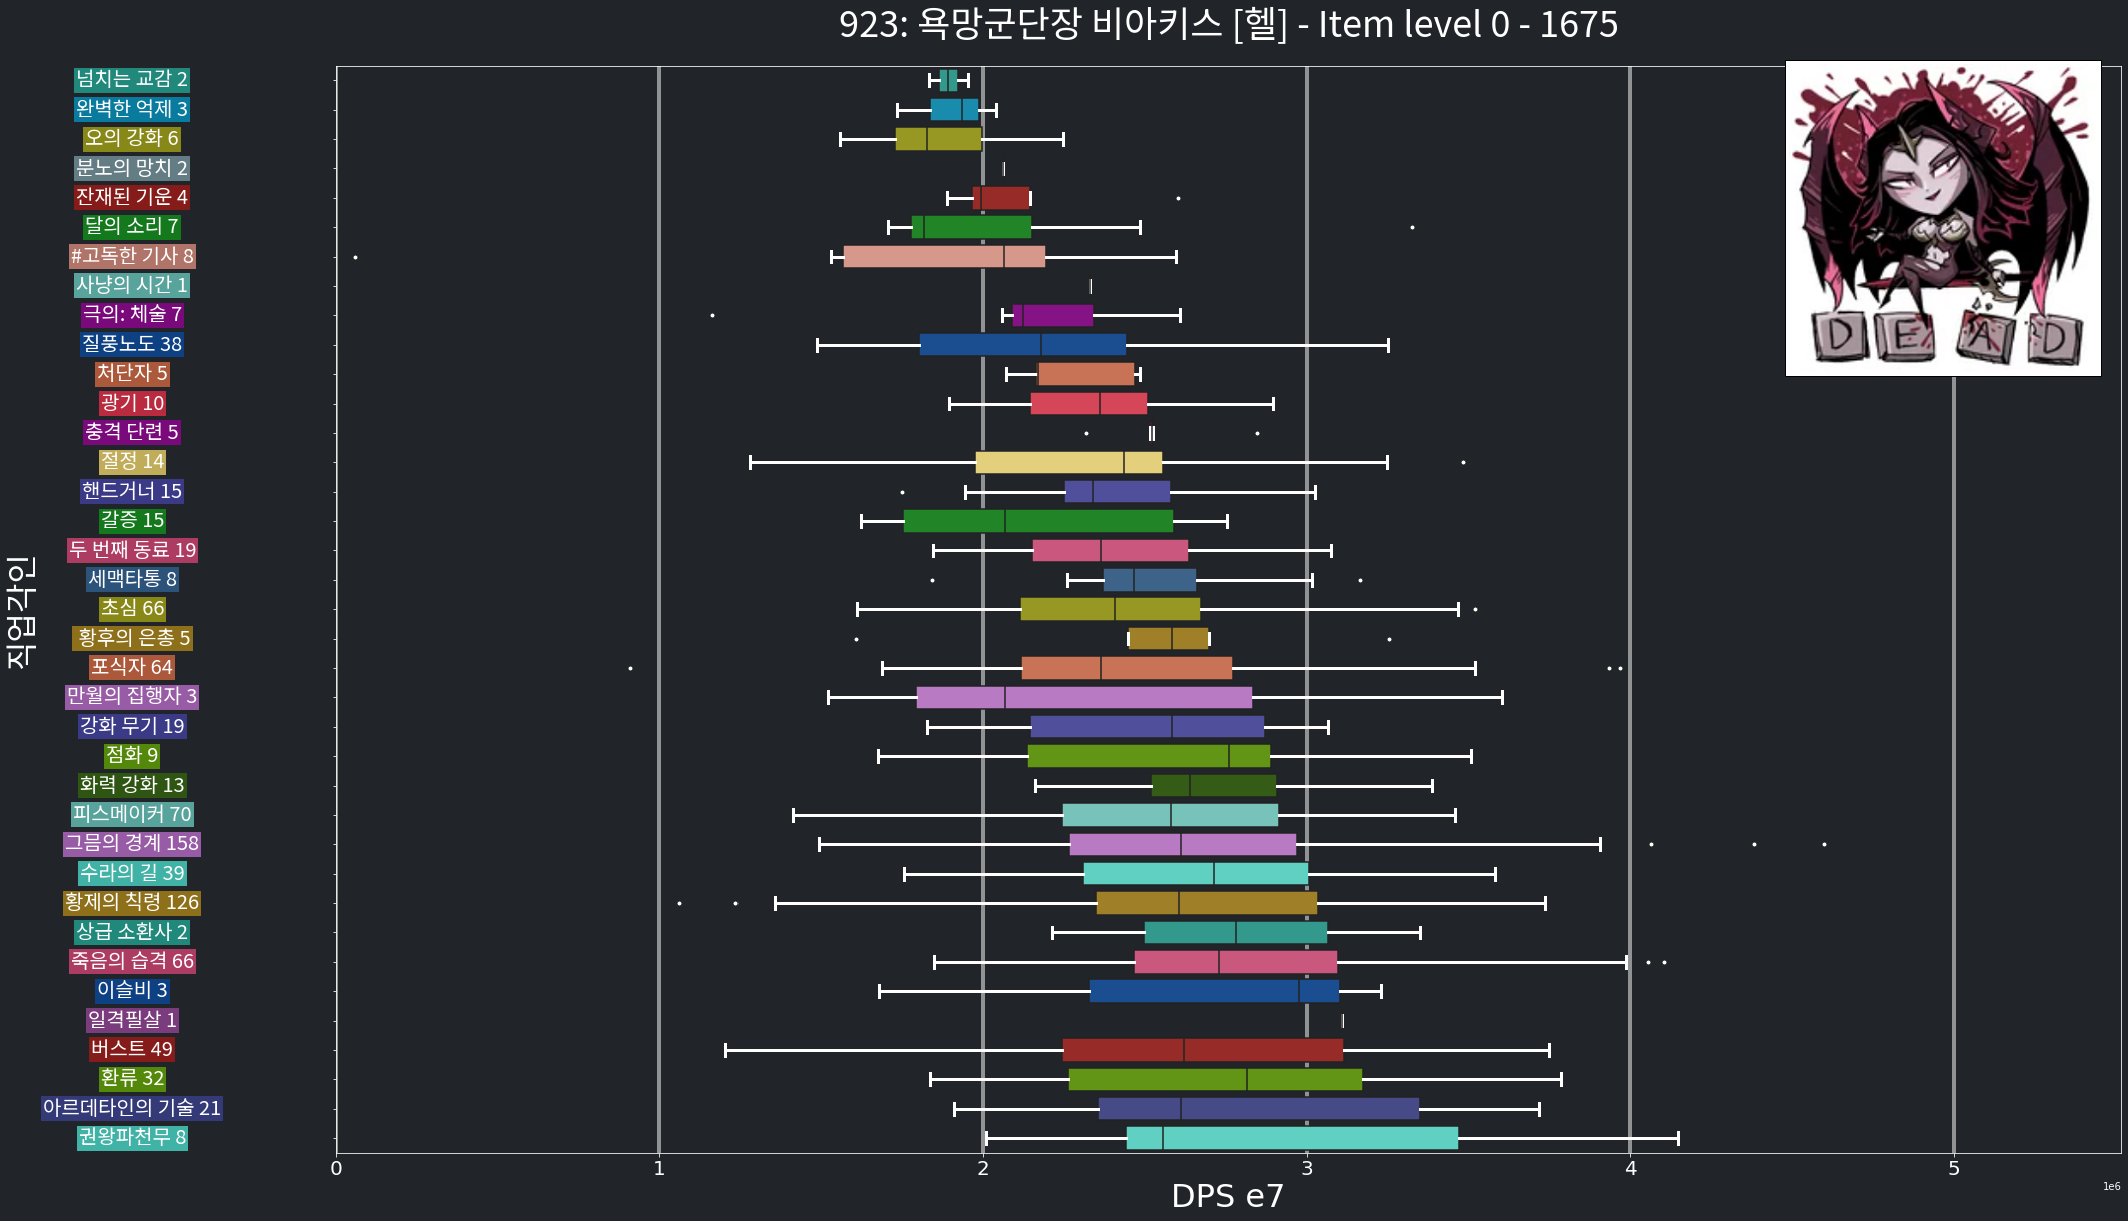 923: 욕망군단장 비아키스 [헬] - Item level 0 - 1675
직업각인
넘치는 교감 2
완벽한 억제 3
오의 강화 6
분노의 망치 2
잔재된 기운 4
달의 소리 7
#고독한 기사 8
사냥의 시간 1
극의: 체술 7
질풍노도 38
처단자 5
광기 10
충격 단련 5
절정 14
핸드거너 15
갈증 15
두 번째 동료 19
세맥타통 8
초심 66
황후의 은총 5
포식자 64
만월의 집행자 3
강화 무기 19
점화 9
화력 강화 13
피스메이커 70
그믐의 경계 158
수라의 길 39
황제의 칙령 126
상급 소환사 2
죽음의 습격 66
이슬비 3
일격필살 1
버스트 49
환류 32
아르데타인의 기술 21
권왕파천무 8
D E A D
0 1 2 3 4 5
DPS e7
1e6